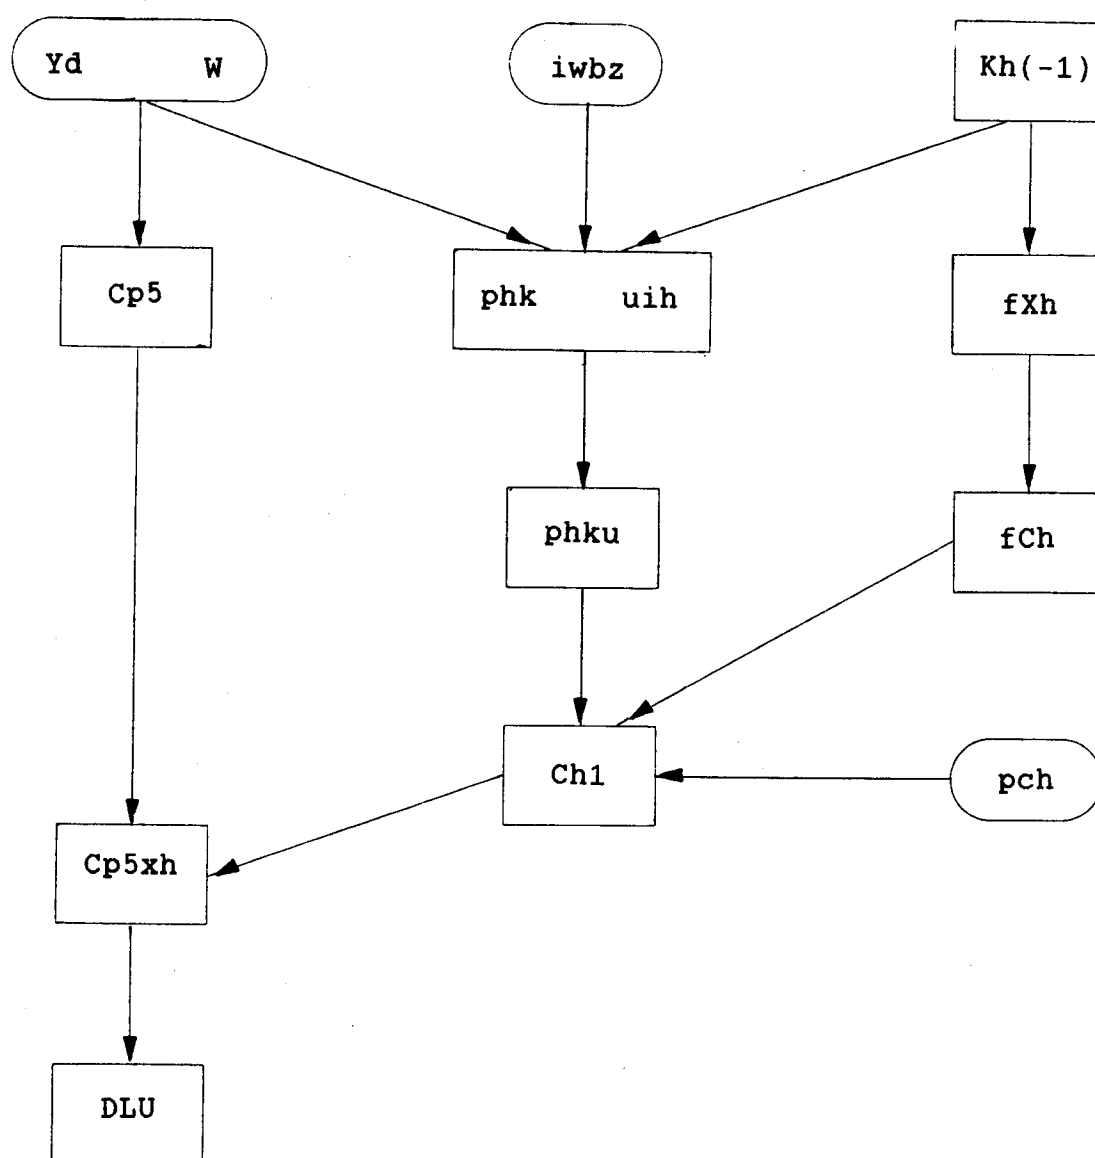 Yd W
iwbz
Kh(-1)
Cp5
phk uih
fXh
phku
fCh
Ch1
pch
Cp5xh
DLU